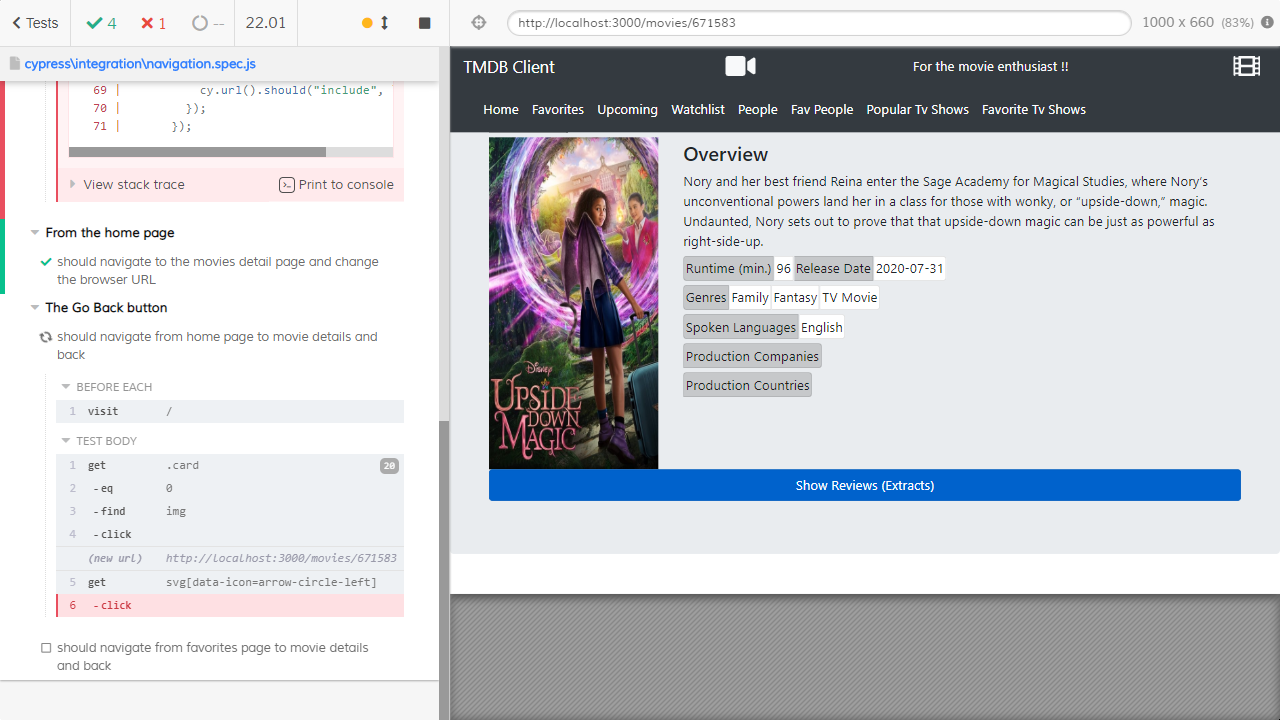 Tests 4 1 -- 22.01
http://localhost:3000/movies/671583 1000 x 660 (83%)
cypress\integration\navigation.spec.js
69 | cy.url().should("include",
70 | });
71 | });
View stack trace Print to console
From the home page
should navigate to the movies detail page and change
the browser URL
The Go Back button
should navigate from home page to movie details and
back
BEFORE EACH
1 visit /
TEST BODY
1 get .card 20
2 -eq 0
3 -find img
4 -click
(new url) http://localhost:3000/movies/671583
5 get svg[data-icon=arrow-circle-left]
6 -click
should navigate from favorites page to movie details
and back
TMDB Client For the movie enthusiast !!
Home Favorites Upcoming Watchlist People Fav People Popular Tv Shows Favorite Tv Shows
Disney
UPSIDE
DOWN
MAGIC
Overview
Nory and her best friend Reina enter the Sage Academy for Magical Studies, where Nory’s
unconventional powers land her in a class for those with wonky, or “upside-down,” magic.
Undaunted, Nory sets out to prove that that upside-down magic can be just as powerful as
right-side-up.
Runtime (min.) 96 Release Date 2020-07-31
Genres Family Fantasy TV Movie
Spoken Languages English
Production Companies
Production Countries
Show Reviews (Extracts)